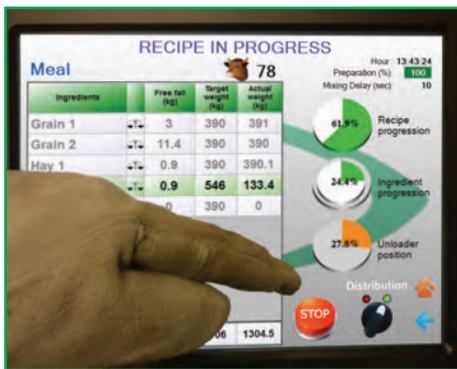 RECIPE IN PROGRESS
Meal
78
Hour 13:43:24
Preparation (%): 100
Mixing Delay (sec): 10
Ingredients Free fall (kg) Target weight (kg) Actual weight (kg)
Grain 1 3 390 391
Grain 2 11.4 390 390
Hay 1 0.9 390 390.1
0.9 546 133.4
0 390 0
06 1304.5
61.9% Recipe progression
24.4% Ingredient progression
27.8% Unloader position
Distribution
STOP